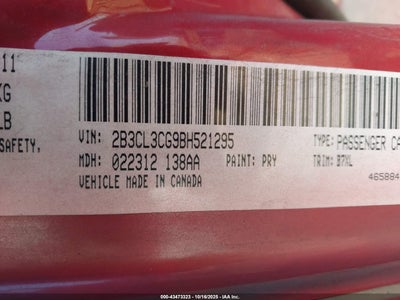 11
KG
LB
SAFETY.
VIN: 2B3CL3CG9BH521295
TYPE: PASSENGER CA
MDH: 022312 138AA
PAINT: PRY
TRIM: B7XL
VEHICLE MADE IN CANADA
465884
000-43473323 - 10/18/2025 - IAA Inc.